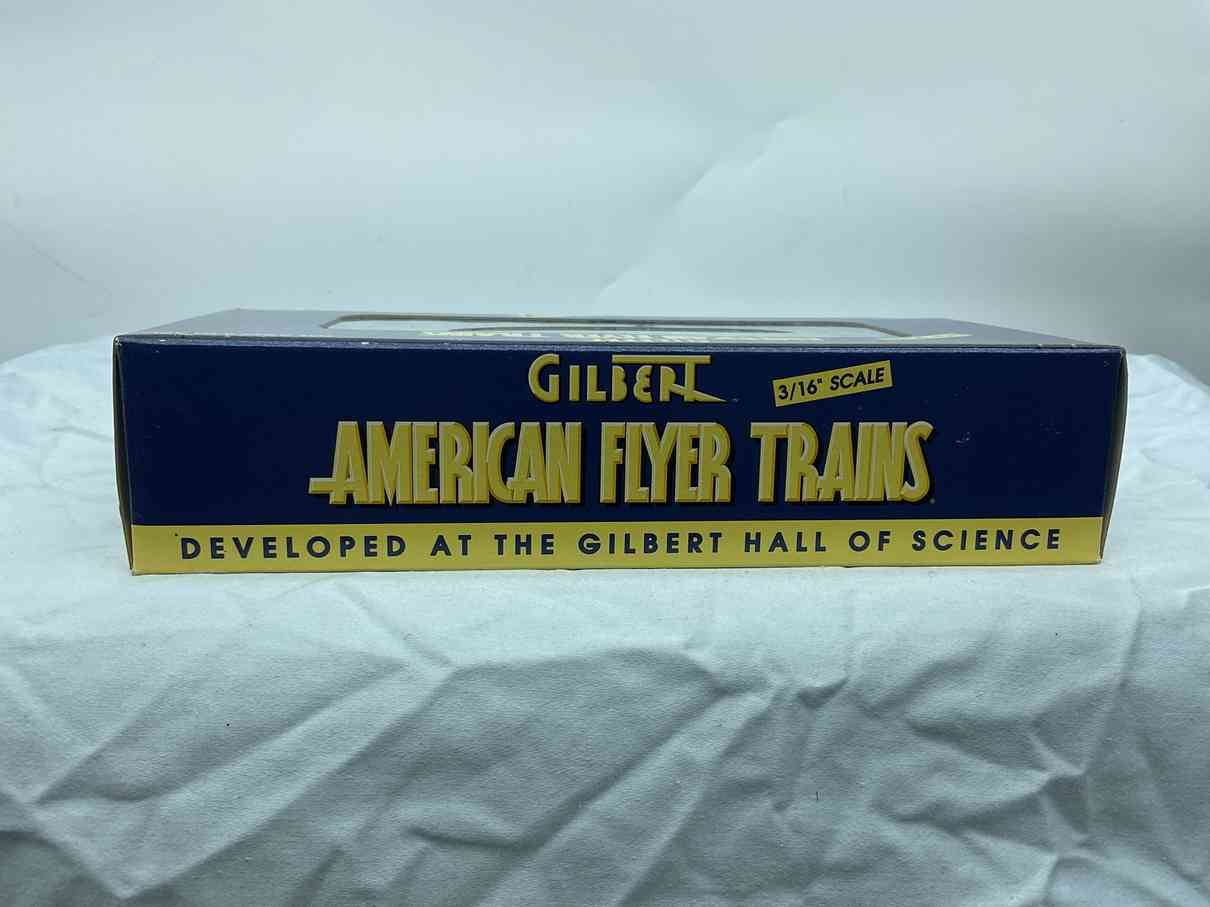 GILBERT
3/16" SCALE
AMERICAN FLYER TRAINS
DEVELOPED AT THE GILBERT HALL OF SCIENCE